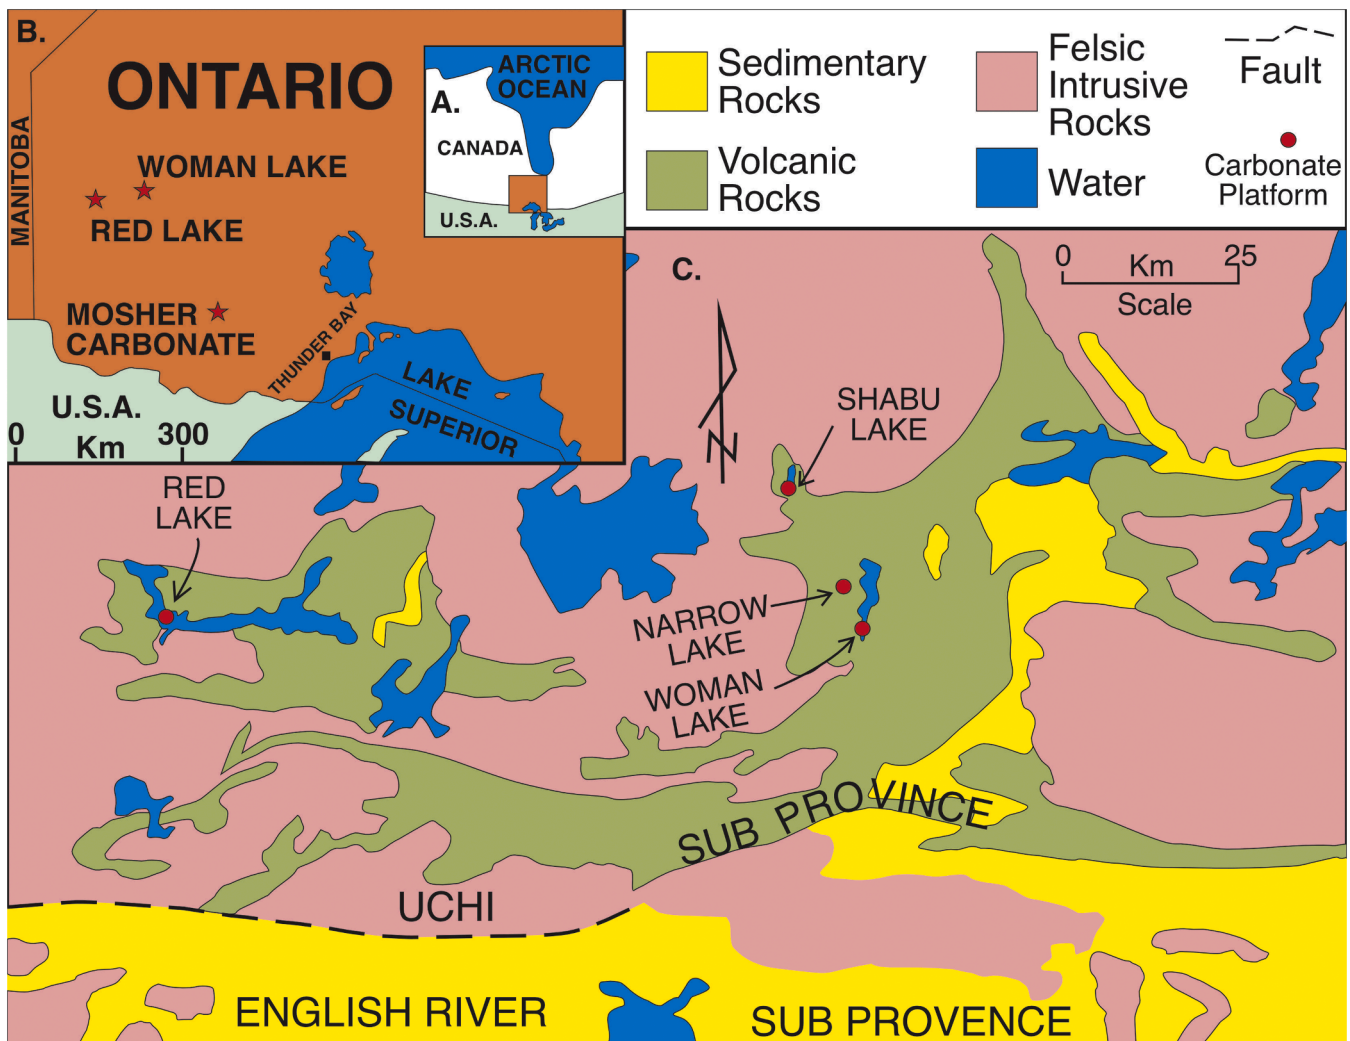 B.
ONTARIO
MANITOBA
WOMAN LAKE
RED LAKE
MOSHER
CARBONATE
THUNDER BAY
LAKE
SUPERIOR
U.S.A.
0 Km 300
A.
ARCTIC
OCEAN
CANADA
U.S.A.
Sedimentary
Rocks
Volcanic
Rocks
Felsic
Intrusive
Rocks
Water
Fault
Carbonate
Platform
C.
0 Km 25
Scale
N
SHABU
LAKE
RED
LAKE
NARROW
LAKE
WOMAN
LAKE
SUB PROVINCE
UCHI
ENGLISH RIVER
SUB PROVENCE